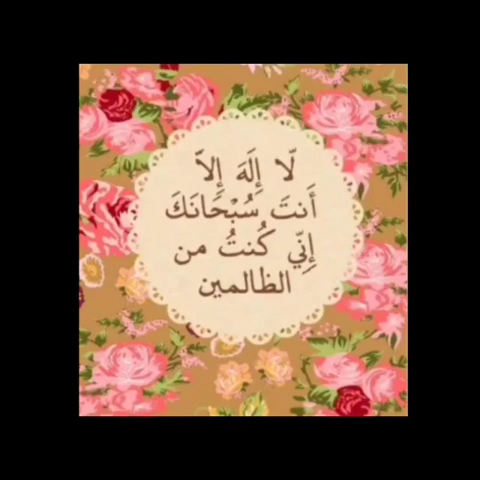 لَّا إِلَهَ إِلاَّ
أَنتَ سُبْحَانَكَ
إِنِّي كُنتُ من
الظالمين